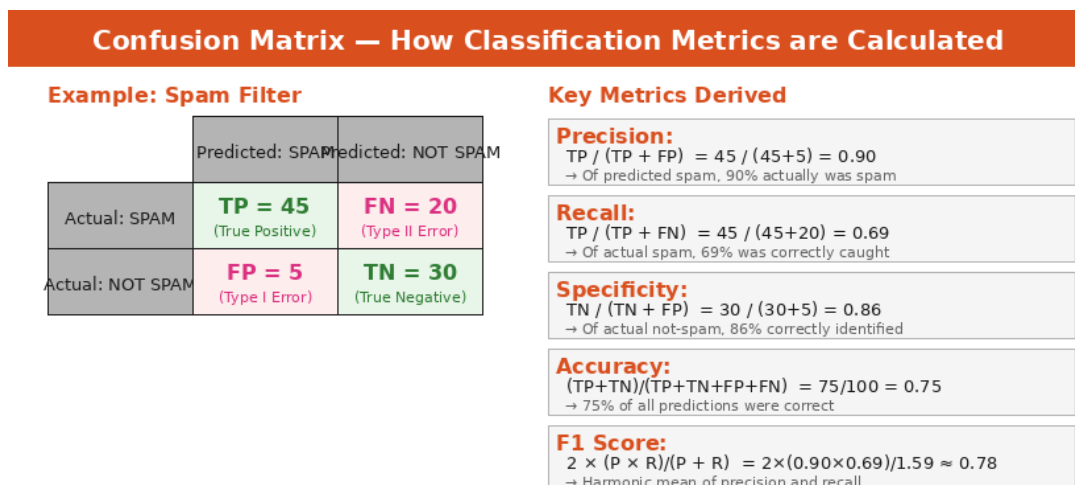 Confusion Matrix — How Classification Metrics are Calculated
Example: Spam Filter
Predicted: SPAM
Predicted: NOT SPAM
Actual: SPAM
TP = 45
(True Positive)
FN = 20
(Type II Error)
Actual: NOT SPAM
FP = 5
(Type I Error)
TN = 30
(True Negative)
Key Metrics Derived
Precision:
TP / (TP + FP)  = 45 / (45+5) = 0.90
→ Of predicted spam, 90% actually was spam
Recall:
TP / (TP + FN)  = 45 / (45+20) = 0.69
→ Of actual spam, 69% was correctly caught
Specificity:
TN / (TN + FP)  = 30 / (30+5) = 0.86
→ Of actual not-spam, 86% correctly identified
Accuracy:
(TP+TN)/(TP+TN+FP+FN)  = 75/100 = 0.75
→ 75% of all predictions were correct
F1 Score:
2 × (P × R)/(P + R)  = 2×(0.90×0.69)/1.59 ≈ 0.78
→ Harmonic mean of precision and recall